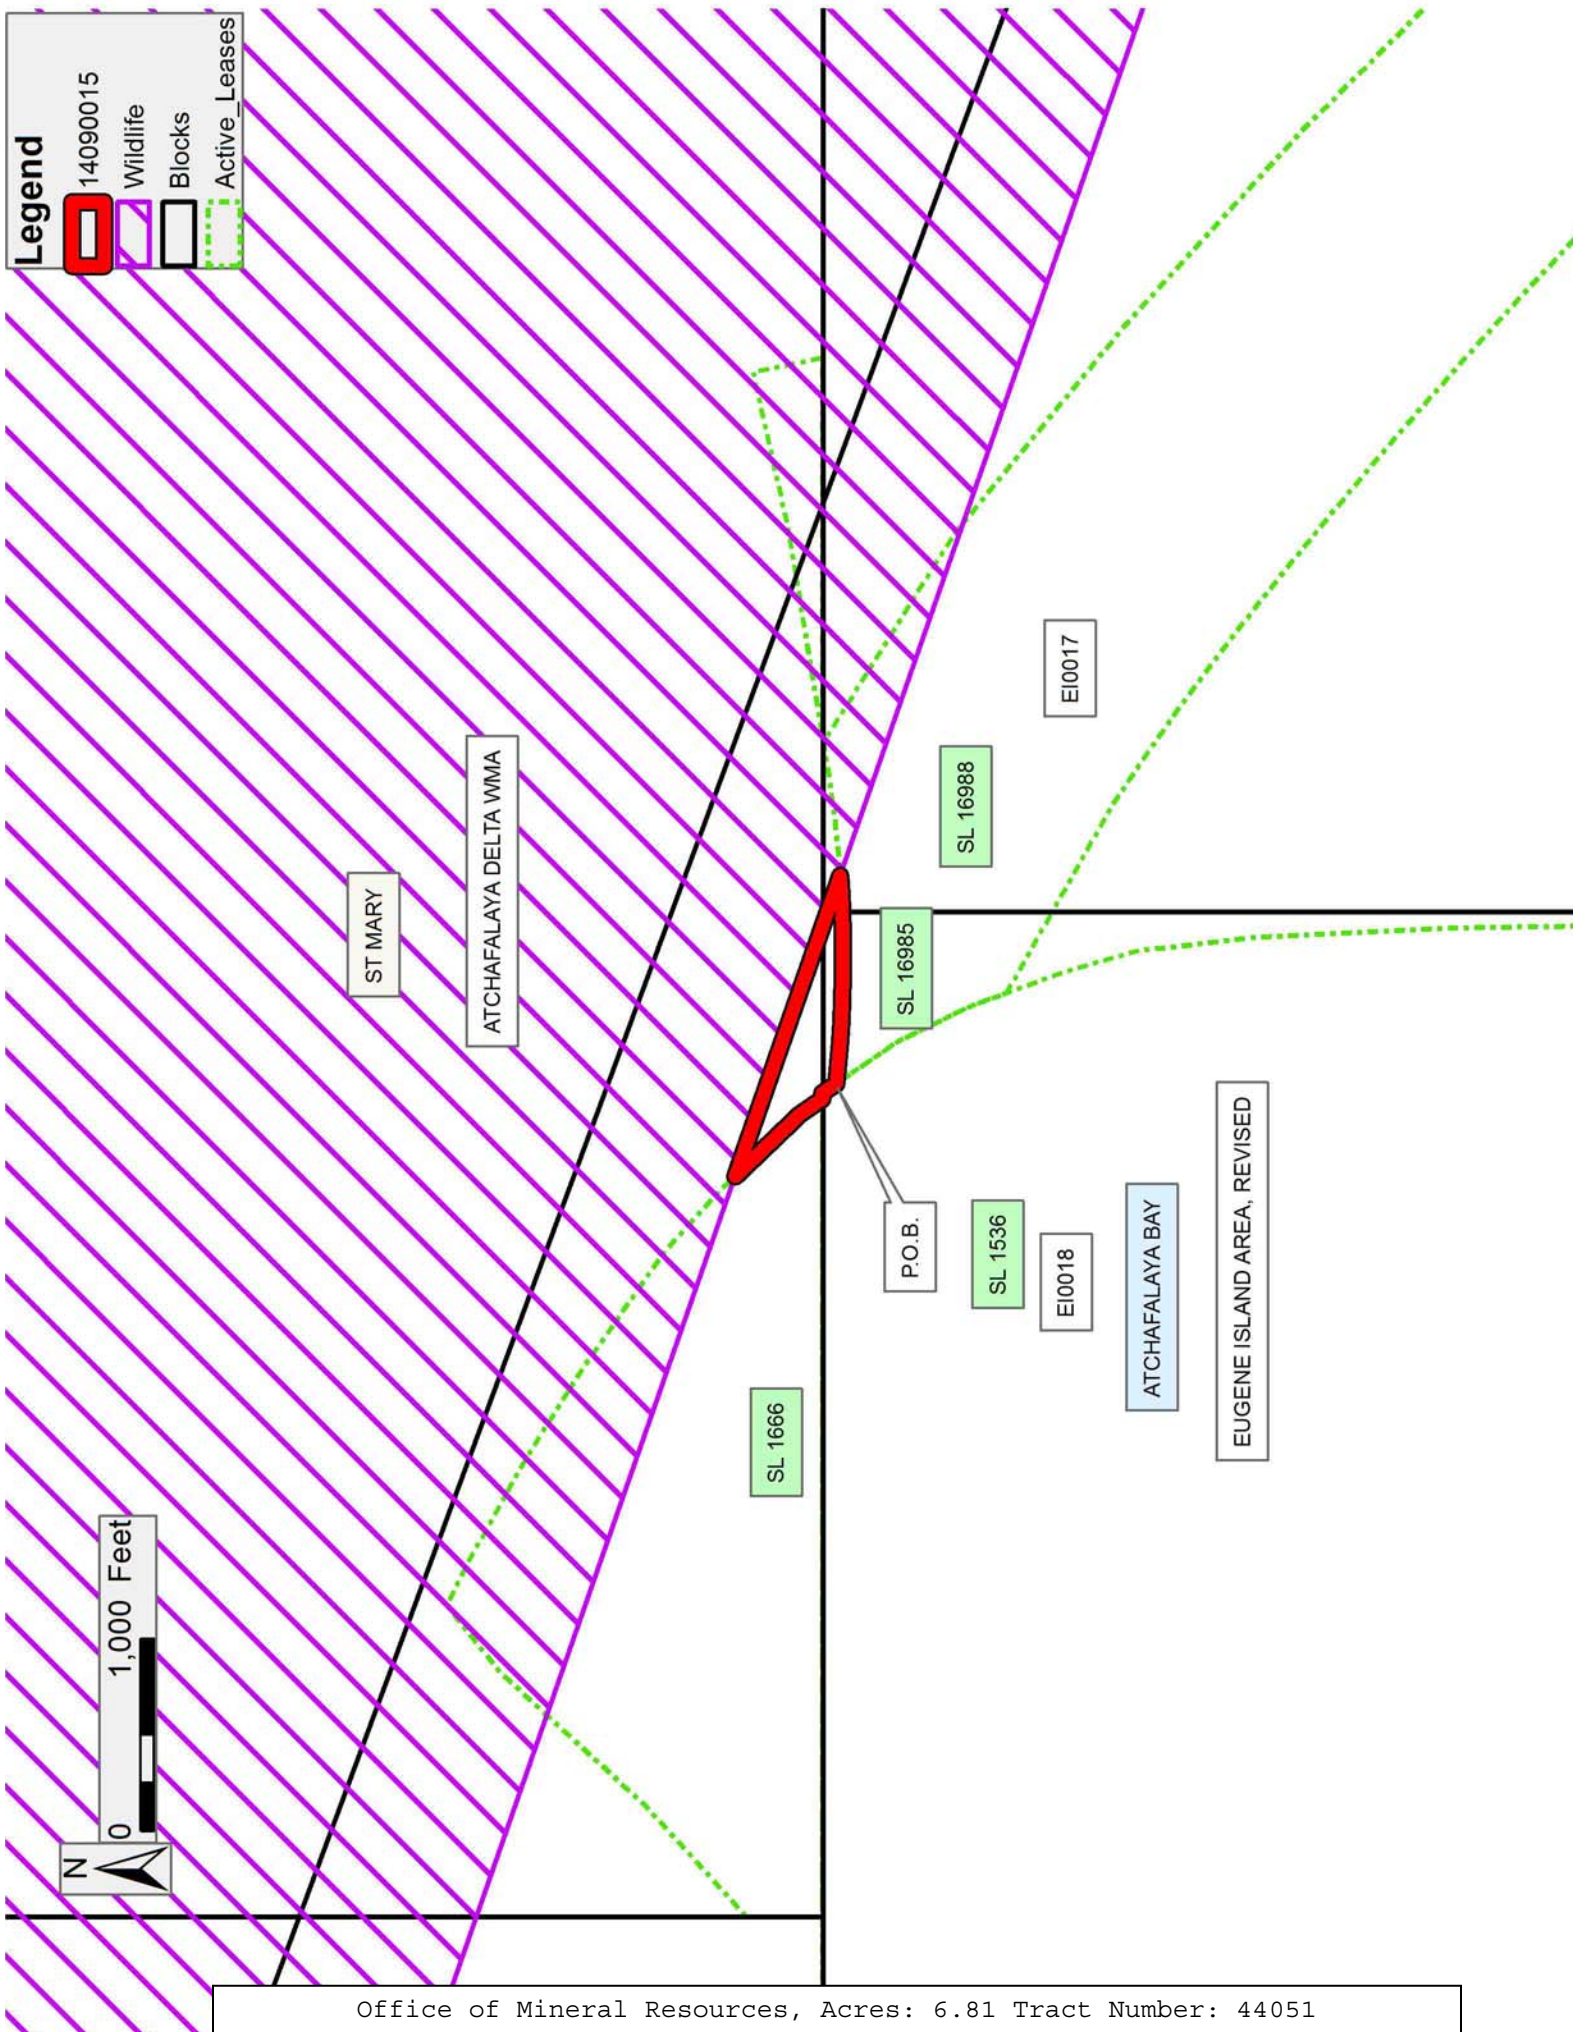 Legend
14090015
Wildlife
Blocks
Active_Leases
N
0 1,000 Feet
ST MARY
ATCHAFALAYA DELTA WMA
SL 1666
SL 16985
SL 16988
EI0017
P.O.B.
SL 1536
EI0018
ATCHAFALAYA BAY
EUGENE ISLAND AREA, REVISED
Office of Mineral Resources, Acres: 6.81 Tract Number: 44051